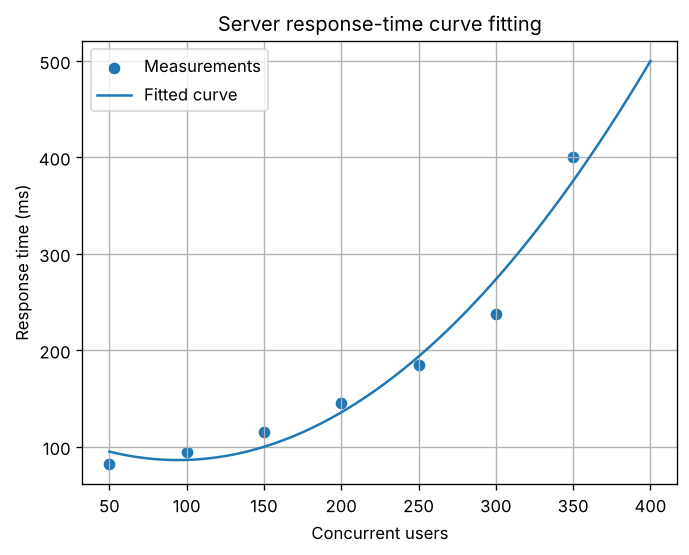 Server response-time curve fitting
Measurements
Fitted curve
Response time (ms)
500
400
300
200
100
50 100 150 200 250 300 350 400
Concurrent users